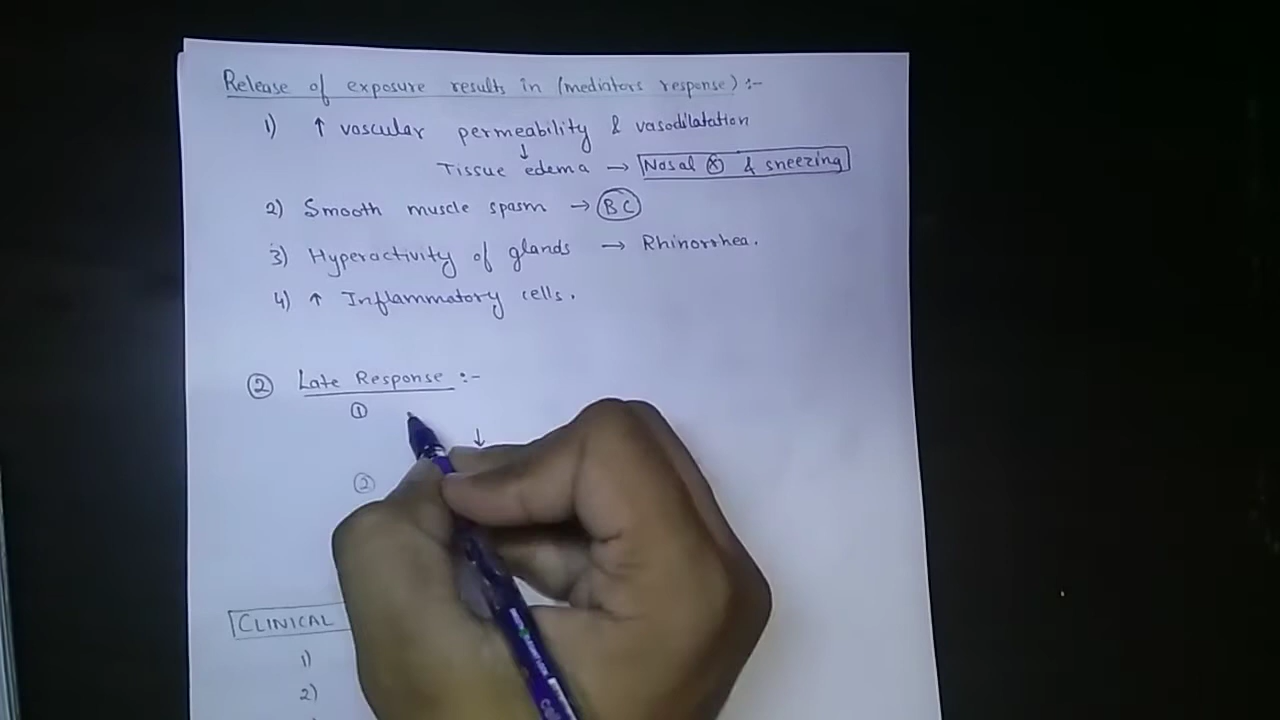 Release of exposure results in (mediators response) :-
1) ↑ vascular permeability & vasodilatation
↓
Tissue edema → Nasal ⊗ & sneezing
2) Smooth muscle spasm → BC
3) Hyperactivity of glands → Rhinorrhea.
4) ↑ Inflammatory cells.
② Late Response :-
①
↓
②
CLINICAL
1)
2)